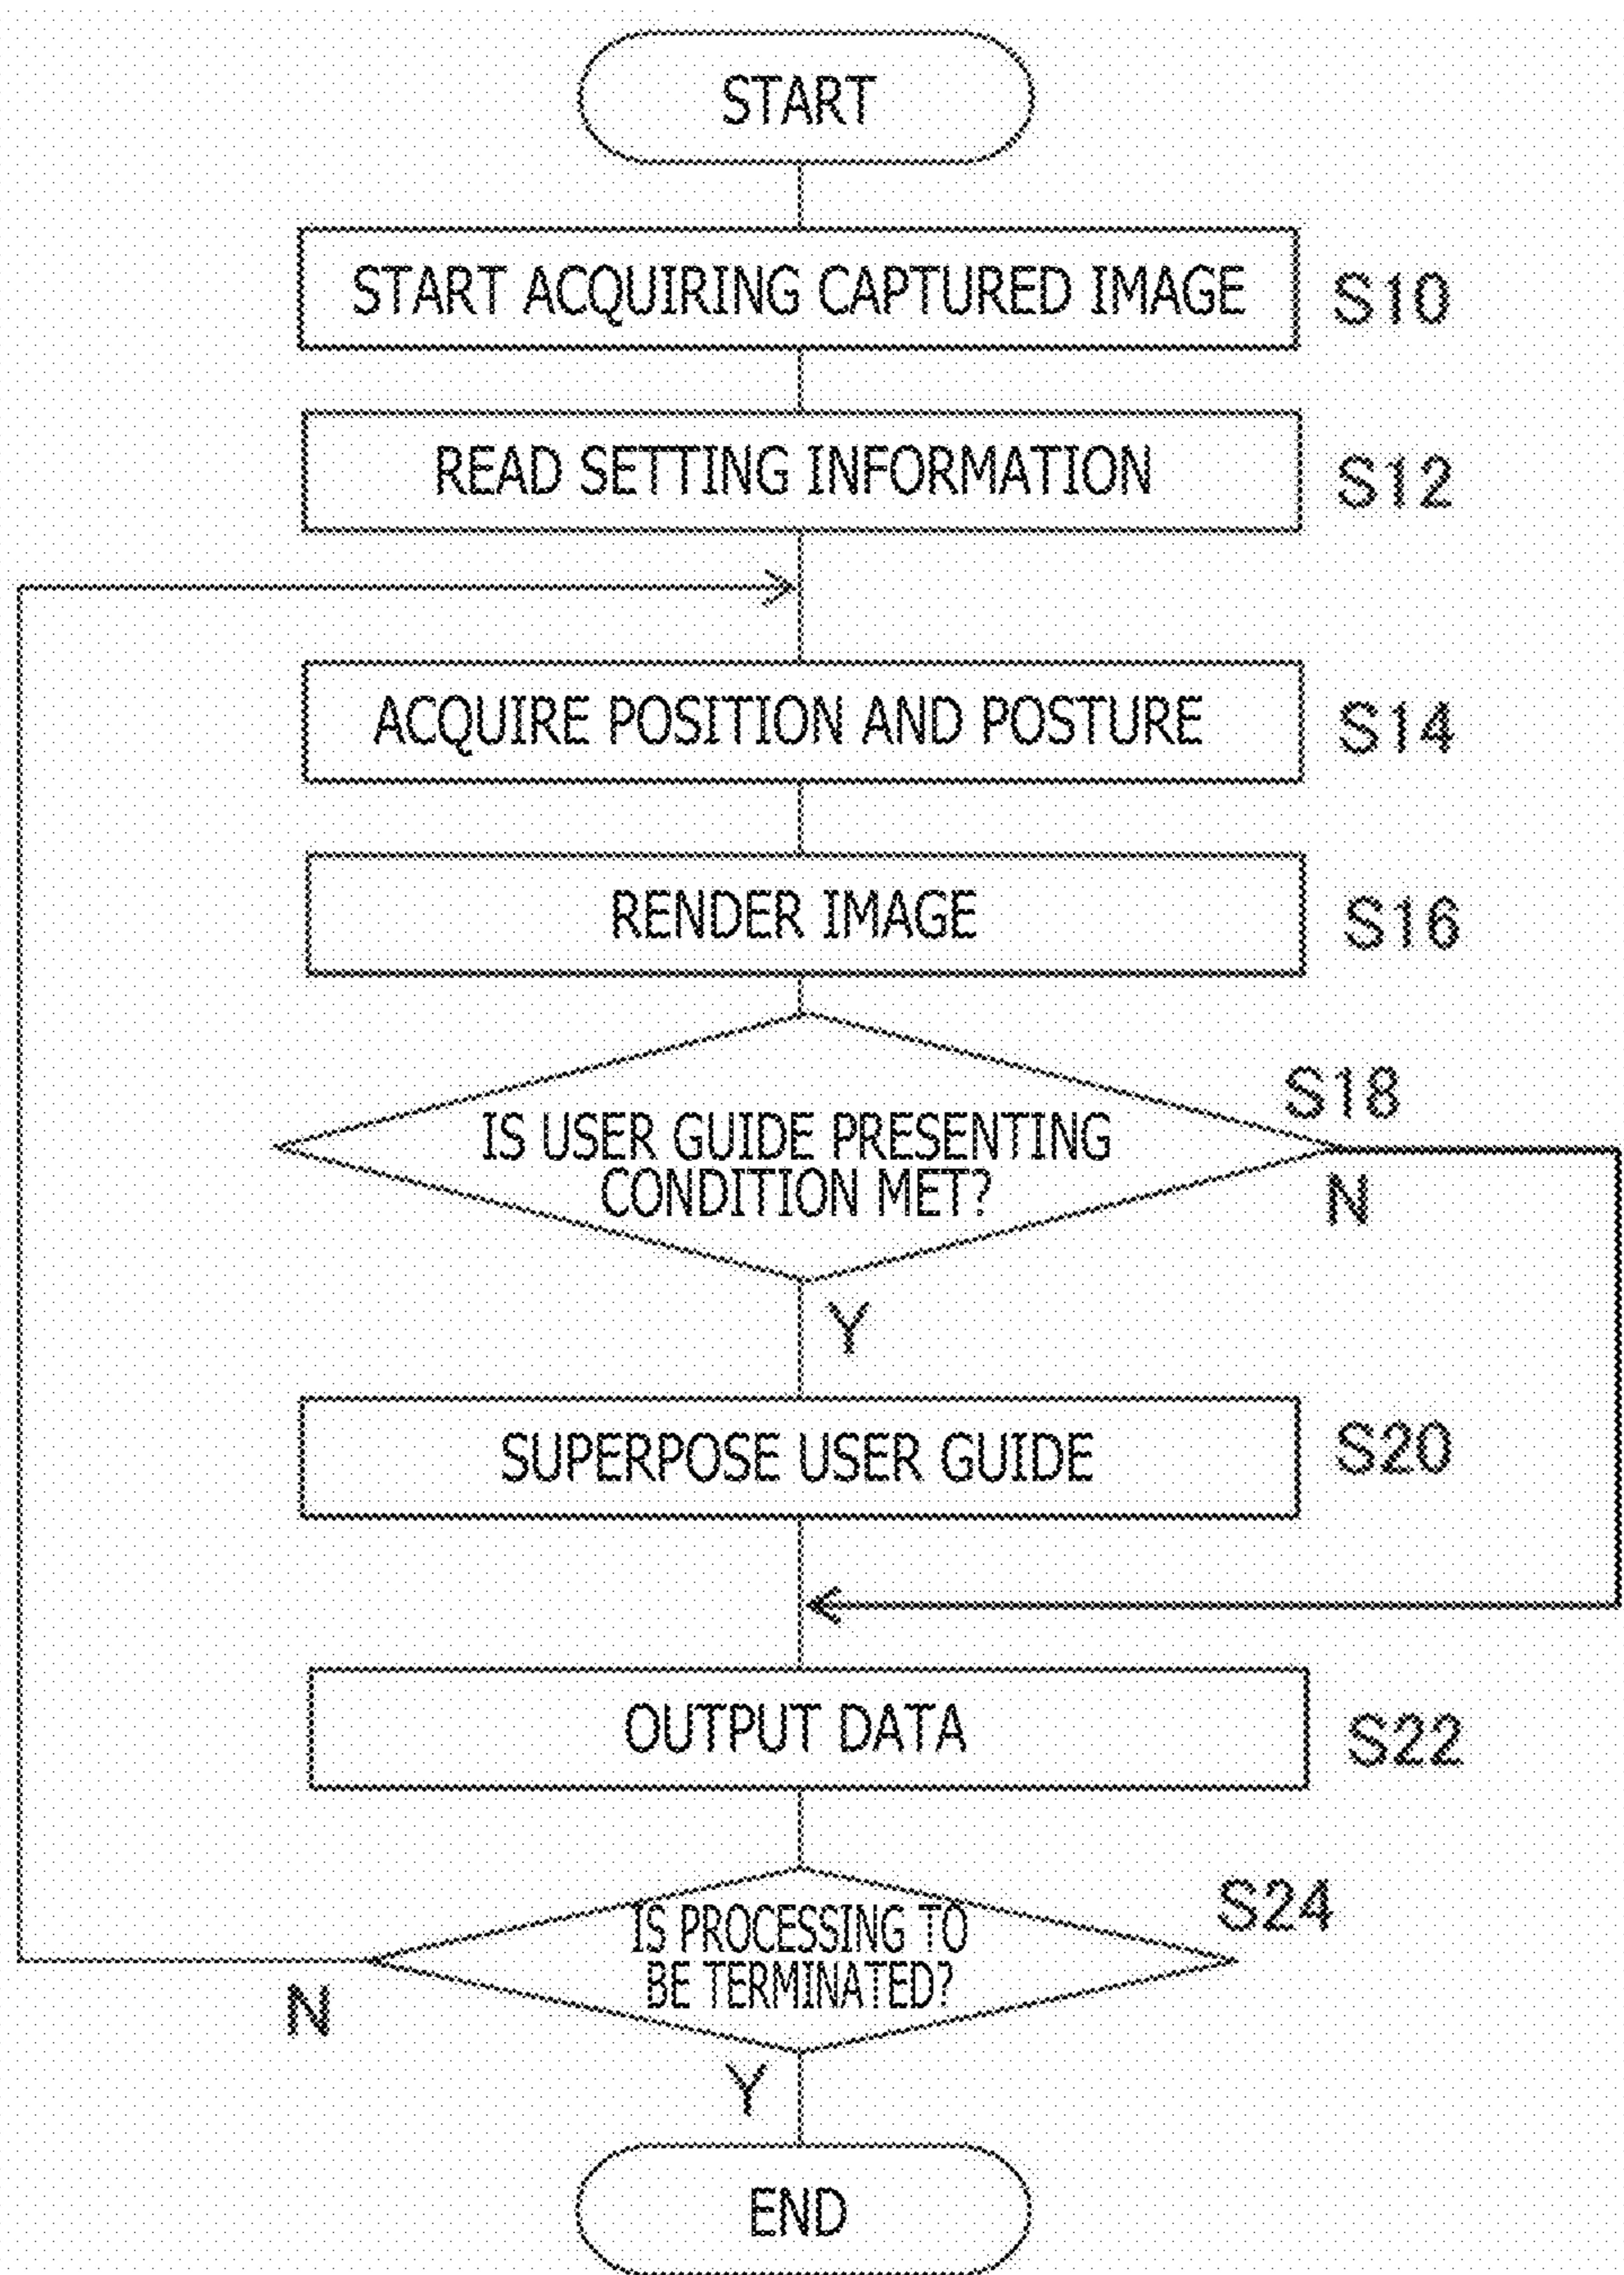 START
START ACQUIRING CAPTURED IMAGE
S10
READ SETTING INFORMATION
S12
ACQUIRE POSITION AND POSTURE
S14
RENDER IMAGE
S16
S18
IS USER GUIDE PRESENTING
CONDITION MET?
N
Y
SUPERPOSE USER GUIDE
S20
OUTPUT DATA
S22
S24
IS PROCESSING TO
BE TERMINATED?
N
Y
END